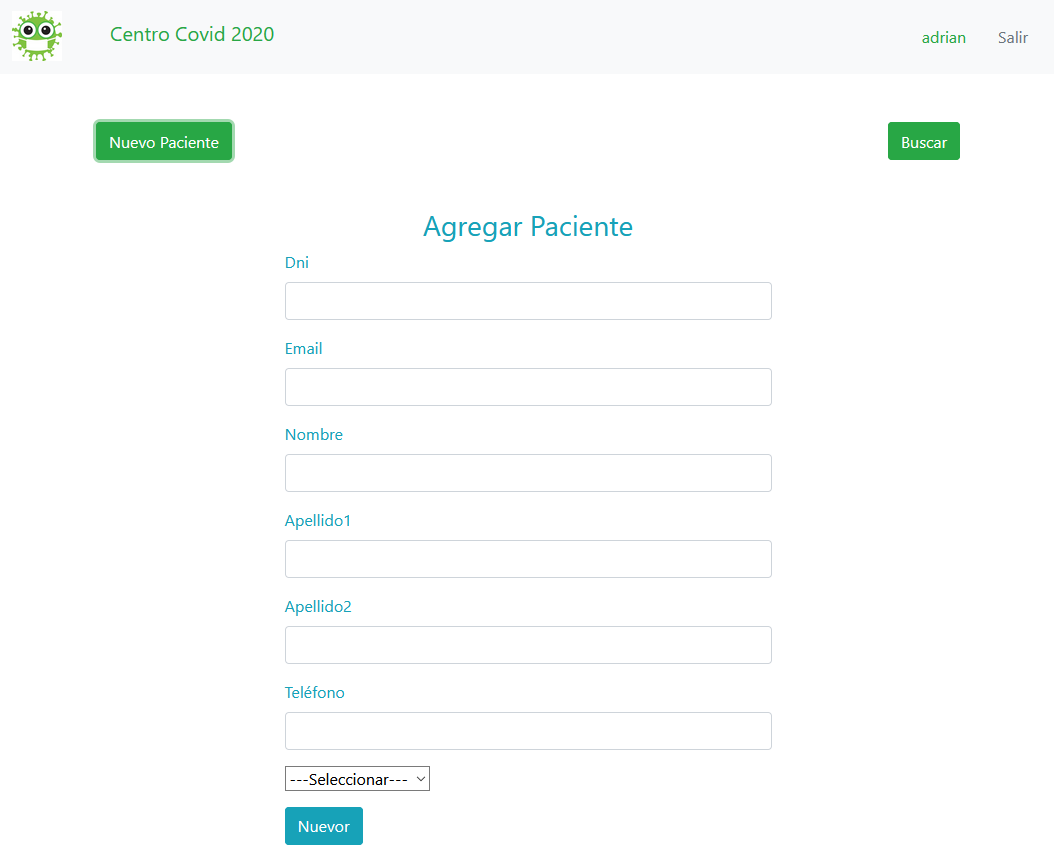 Centro Covid 2020
adrian
Salir
Nuevo Paciente
Buscar
Agregar Paciente
Dni
Email
Nombre
Apellido1
Apellido2
Teléfono
---Seleccionar---
Nuevor